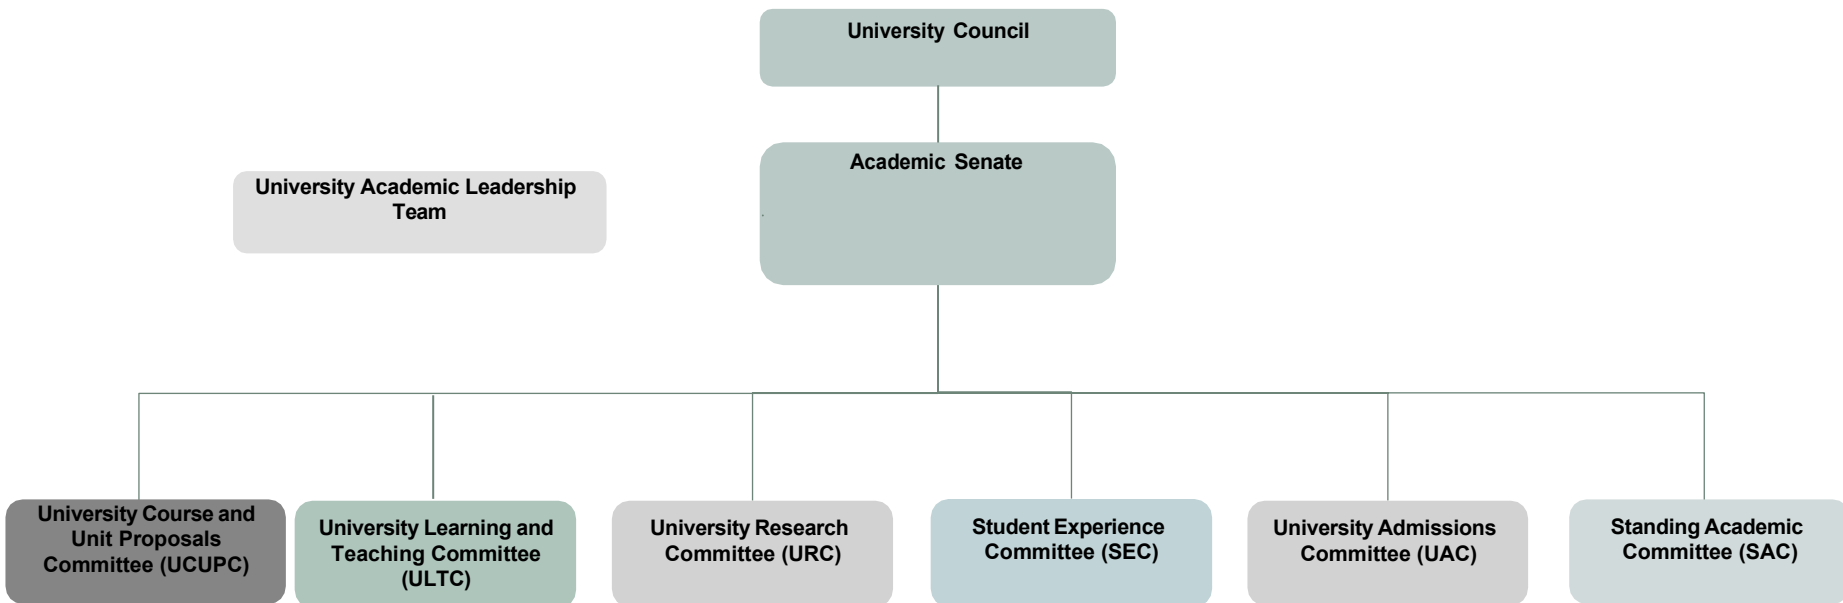 University Council
Academic Senate
University Academic Leadership
Team
University Course and
Unit Proposals
Committee (UCUPC)
University Learning and
Teaching Committee
(ULTC)
University Research
Committee (URC)
Student Experience
Committee (SEC)
University Admissions
Committee (UAC)
Standing Academic
Committee (SAC)